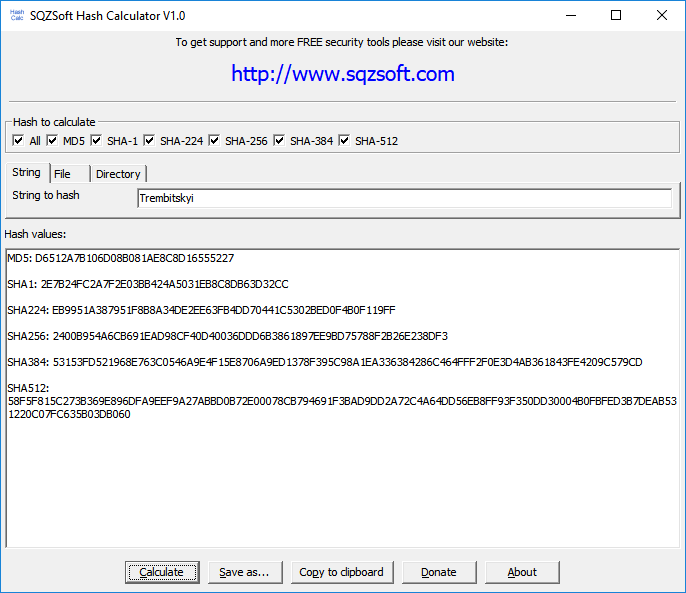 Hash Calc
SQZSoft Hash Calculator V1.0
To get support and more FREE security tools please visit our website:
http://www.sqzsoft.com
Hash to calculate
All MD5 SHA-1 SHA-224 SHA-256 SHA-384 SHA-512
String File Directory
String to hash Trembitskyi
Hash values:
MD5: D6512A7B106D08B081AE8C8D16555227
SHA1: 2E7B24FC2A7F2E03BB424A5031EB8C8DB63D32CC
SHA224: EB9951A387951F8B8A34DE2EE63FB4DD70441C5302BED0F4B0F119FF
SHA256: 2400B954A6CB691EAD98CF40D40036DDD6B3861897EE9BD75788F2B26E238DF3
SHA384: 53153FD521968E763C0546A9E4F15E8706A9ED1378F395C98A1EA336384286C464FFF2F0E3D4AB361843FE4209C579CD
SHA512:
58F5F815C273B369E896DFA9EEF9A27ABBD0B72E00078CB794691F3BAD9DD2A72C4A64DD56EB8FF93F350DD30004B0FBFED3B7DEAB53
1220C07FC635B03DB060
Calculate Save as... Copy to clipboard Donate About